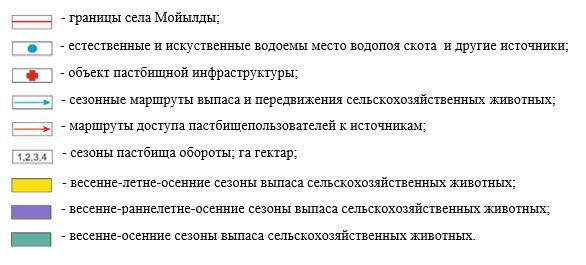 - границы села Мойылды;
- естественные и искуственные водоемы место водопоя скота и другие источники;
- объект пастбищной инфраструктуры;
- сезонные маршруты выпаса и передвижения сельскохозяйственных животных;
- маршруты доступа пастбищепользователей к источникам;
1,2,3,4 - сезоны пастбища обороты; га гектар;
- весенне-летне-осенние сезоны выпаса сельскохозяйственных животных;
- весенне-раннелетне-осенние сезоны выпаса сельскохозяйственных животных;
- весенне-осенние сезоны выпаса сельскохозяйственных животных.